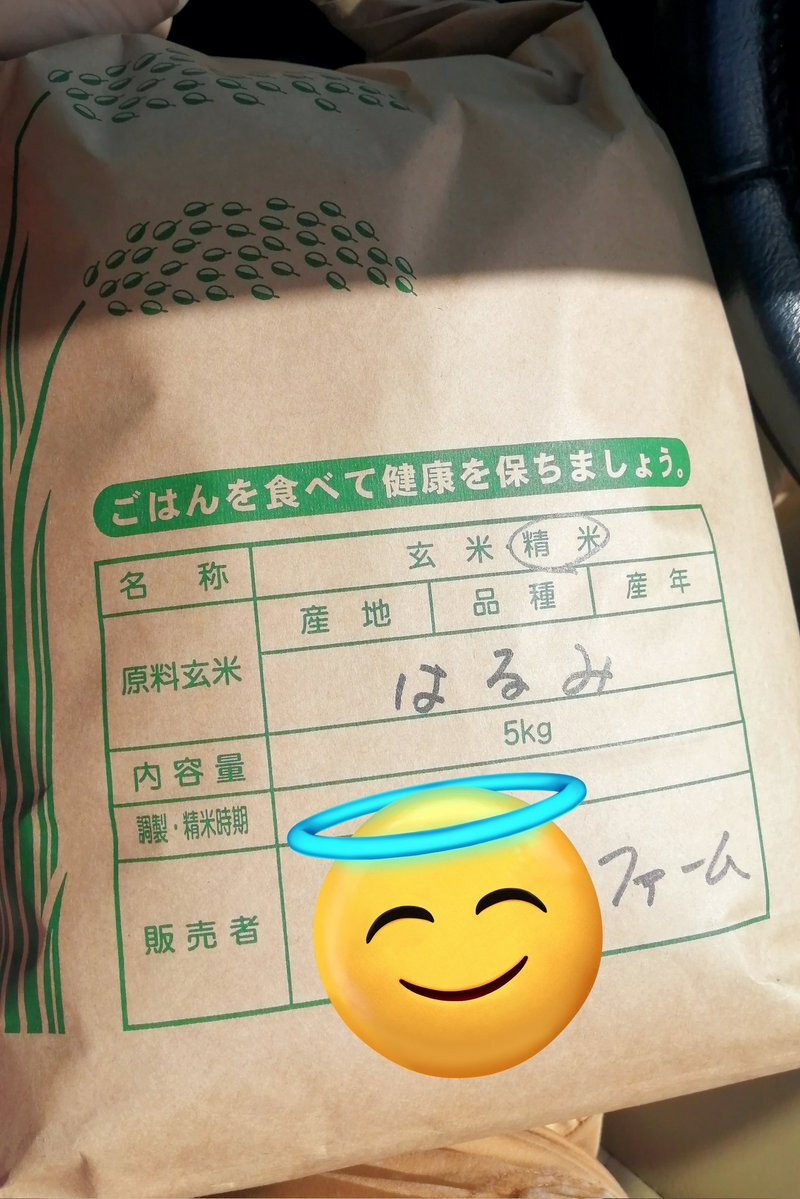 ごはんを食べて健康を保ちましょう。
名称 玄米 精米
原料玄米 産地 品種 産年
はるみ
内容量 5kg
調製・精米時期
販売者 ファーム